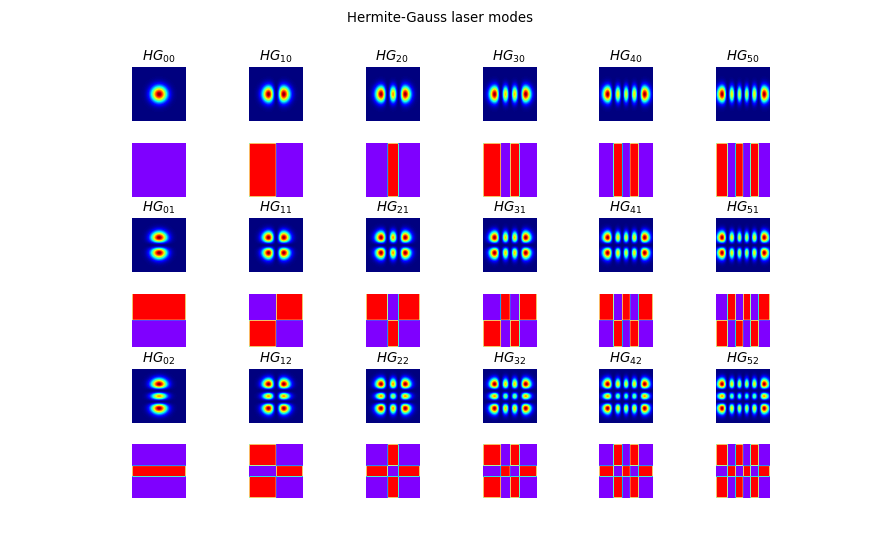 Hermite-Gauss laser modes
HG₀₀ HG₁₀ HG₂₀ HG₃₀ HG₄₀ HG₅₀
HG₀₁ HG₁₁ HG₂₁ HG₃₁ HG₄₁ HG₅₁
HG₀₂ HG₁₂ HG₂₂ HG₃₂ HG₄₂ HG₅₂